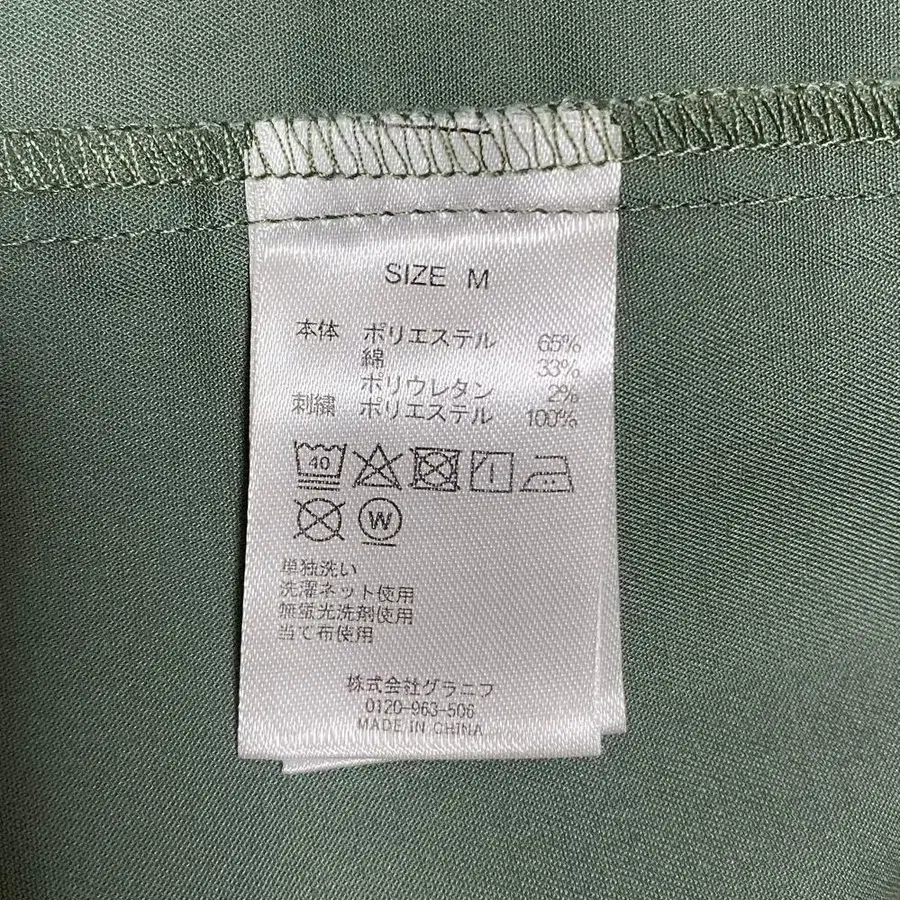 SIZE M
本体 ポリエステル 65%
綿 33%
ポリウレタン 2%
刺繍 ポリエステル 100%
40
W
単独洗い
洗濯ネット使用
無蛍光洗剤使用
当て布使用
株式会社グラニフ
0120-963-506
MADE IN CHINA